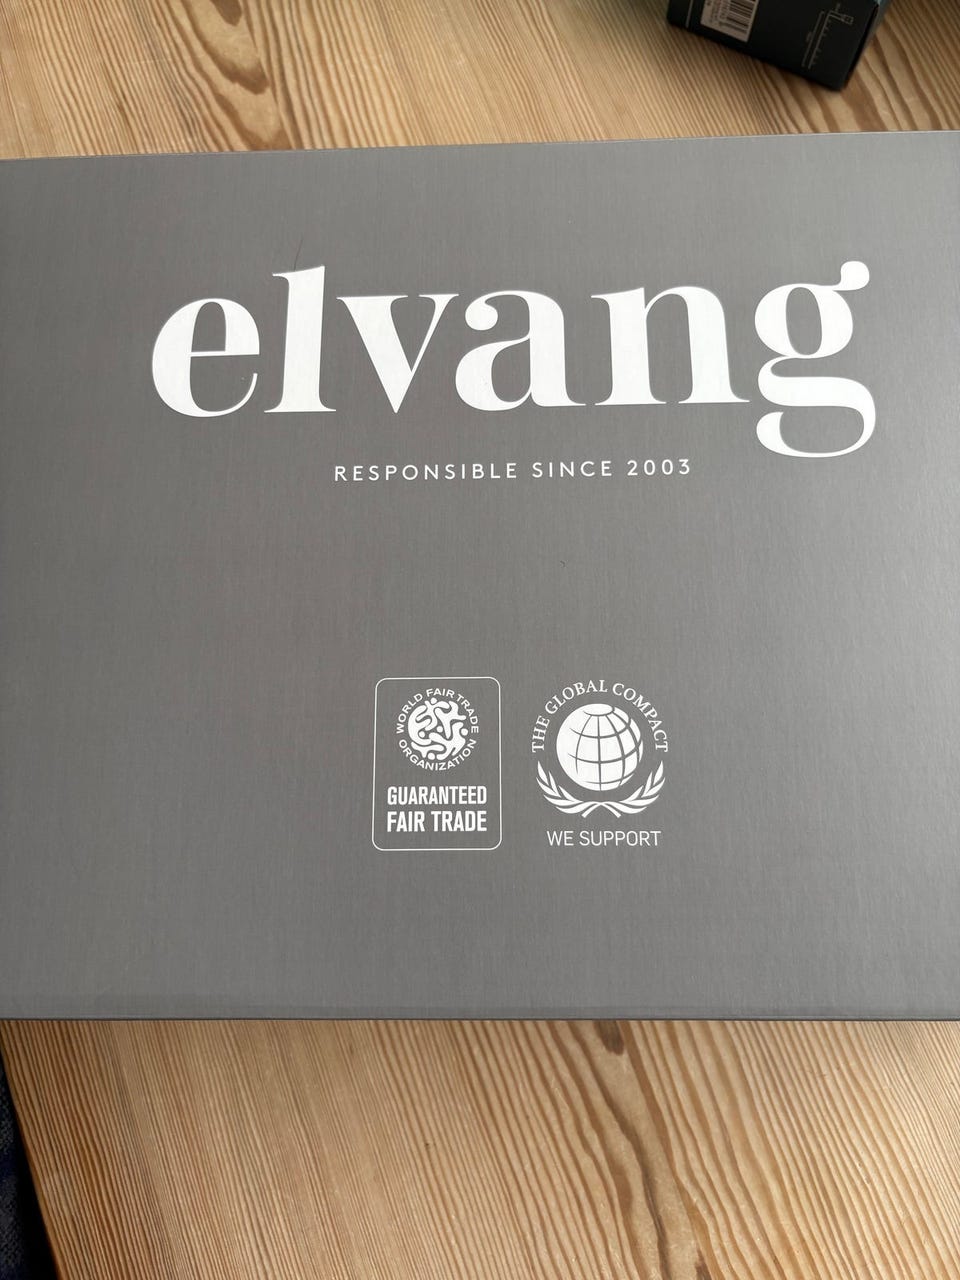 elvang
RESPONSIBLE SINCE 2003
WORLD FAIR TRADE
ORGANIZATION
GUARANTEED
FAIR TRADE
THE GLOBAL COMPACT
WE SUPPORT